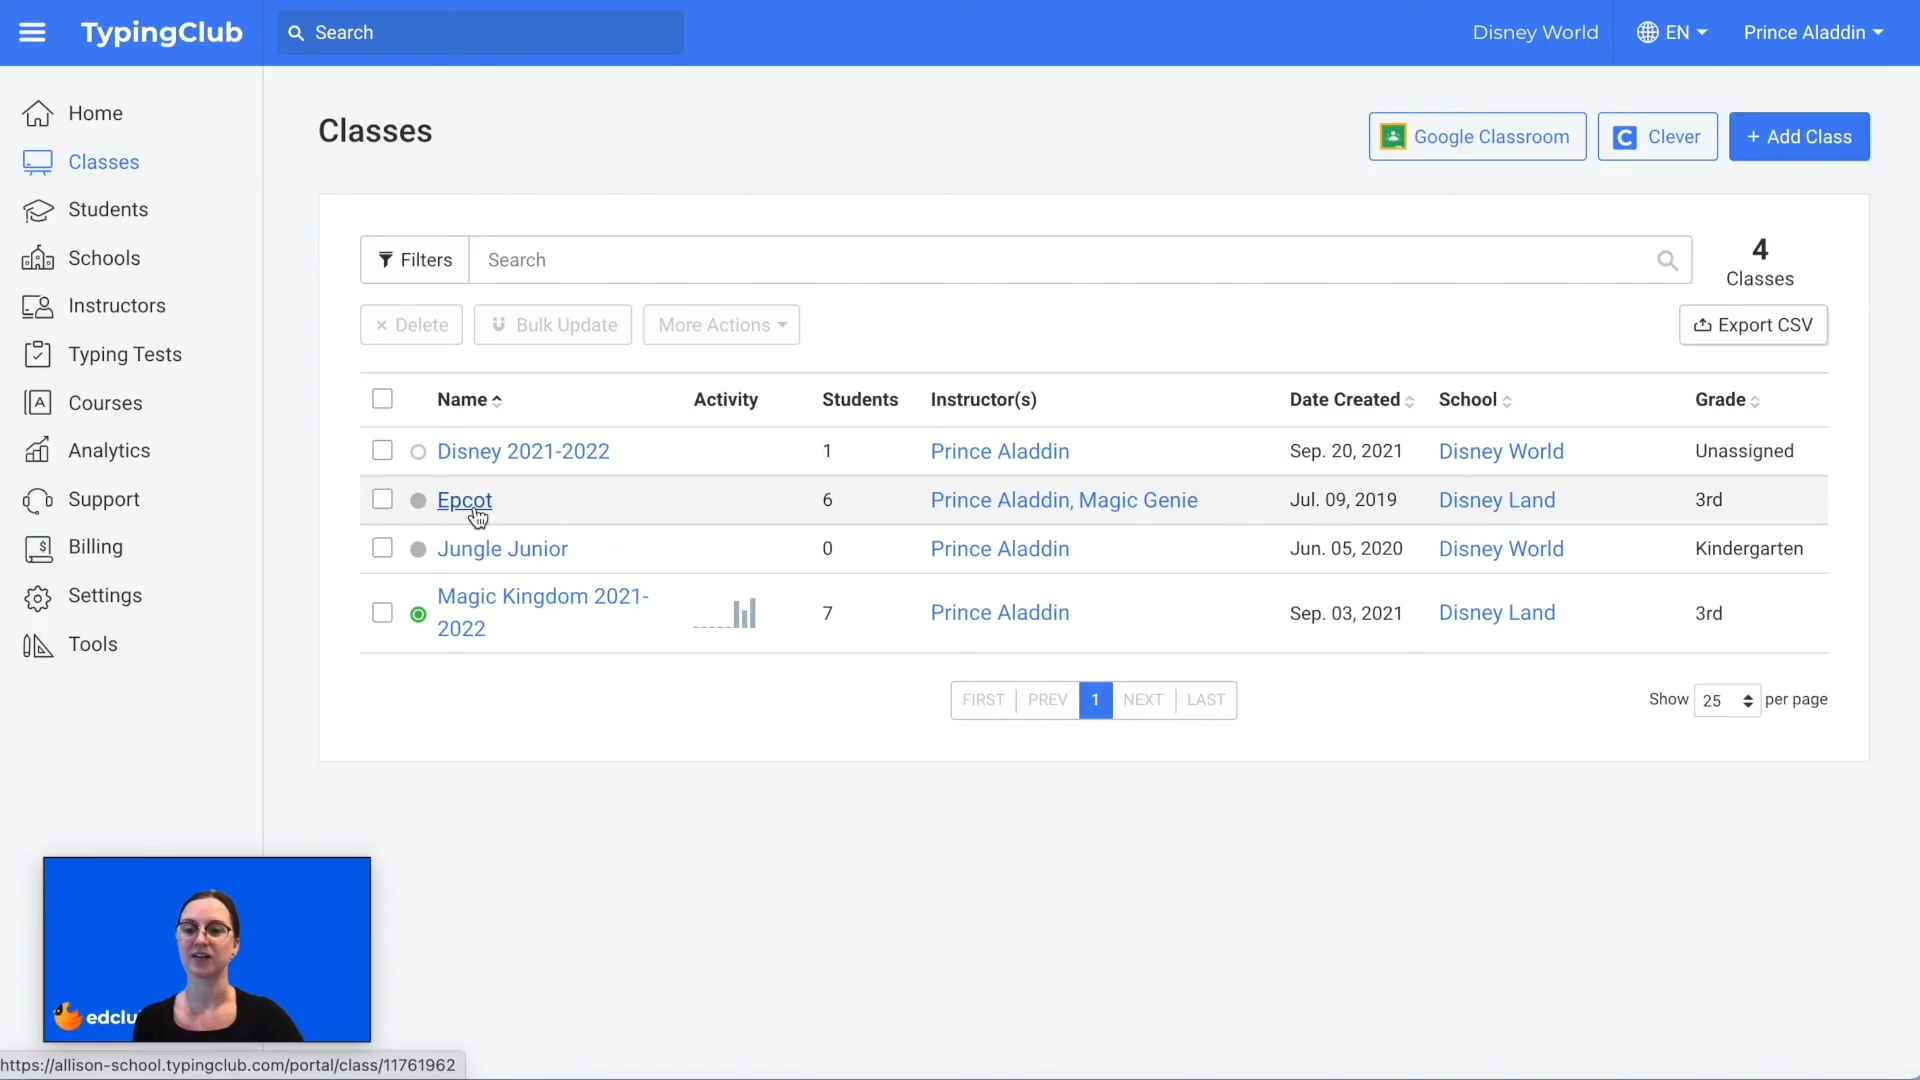 TypingClub
Search
Disney World
EN
Prince Aladdin
Home
Classes
Students
Schools
Instructors
Typing Tests
Courses
Analytics
Support
Billing
Settings
Tools
Classes
Google Classroom
Clever
+ Add Class
Filters
Search
4
Classes
× Delete
Bulk Update
More Actions
Export CSV
Name Activity Students Instructor(s) Date Created School Grade
Disney 2021-2022 1 Prince Aladdin Sep. 20, 2021 Disney World Unassigned
Epcot 6 Prince Aladdin, Magic Genie Jul. 09, 2019 Disney Land 3rd
Jungle Junior 0 Prince Aladdin Jun. 05, 2020 Disney World Kindergarten
Magic Kingdom 2021-
2022 7 Prince Aladdin Sep. 03, 2021 Disney Land 3rd
FIRST PREV 1 NEXT LAST
Show 25 per page
edclu
https://allison-school.typingclub.com/portal/class/11761962